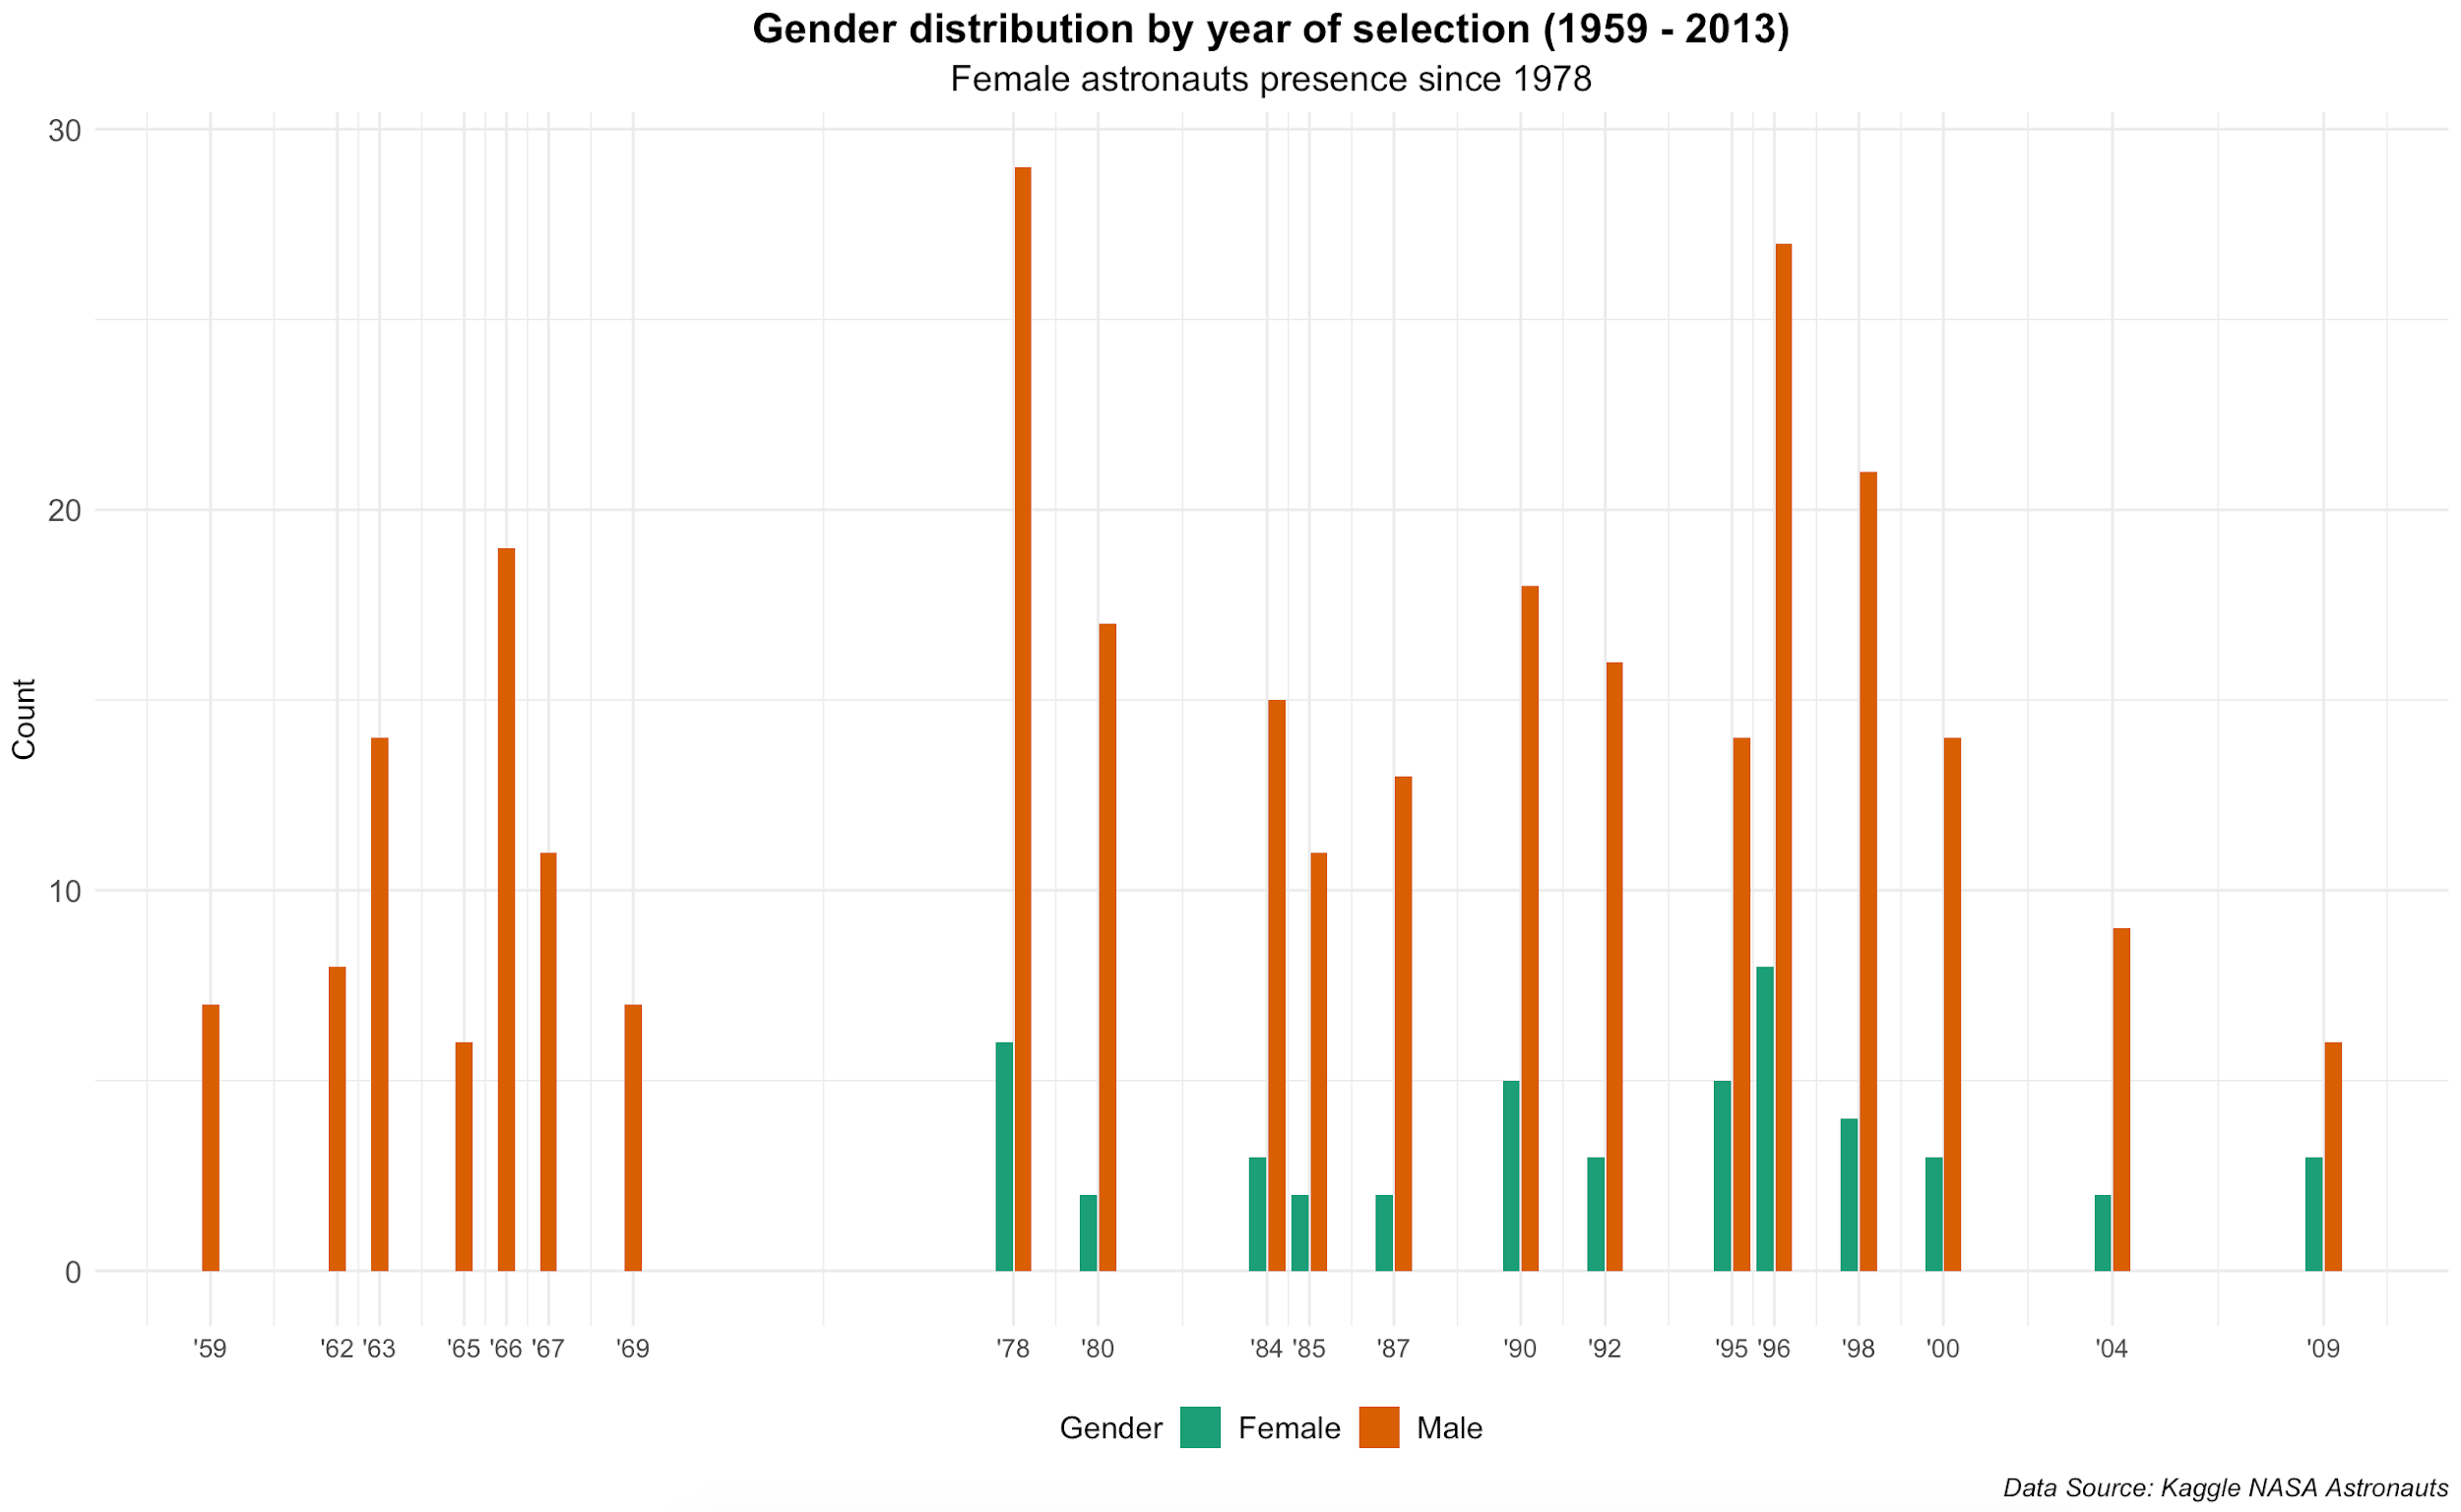 Gender distribution by year of selection (1959 - 2013)
Female astronauts presence since 1978
30
20
10
0
Count
'59 '62 '63 '65 '66 '67 '69 '78 '80 '84 '85 '87 '90 '92 '95 '96 '98 '00 '04 '09
Gender Female Male
Data Source: Kaggle NASA Astronauts